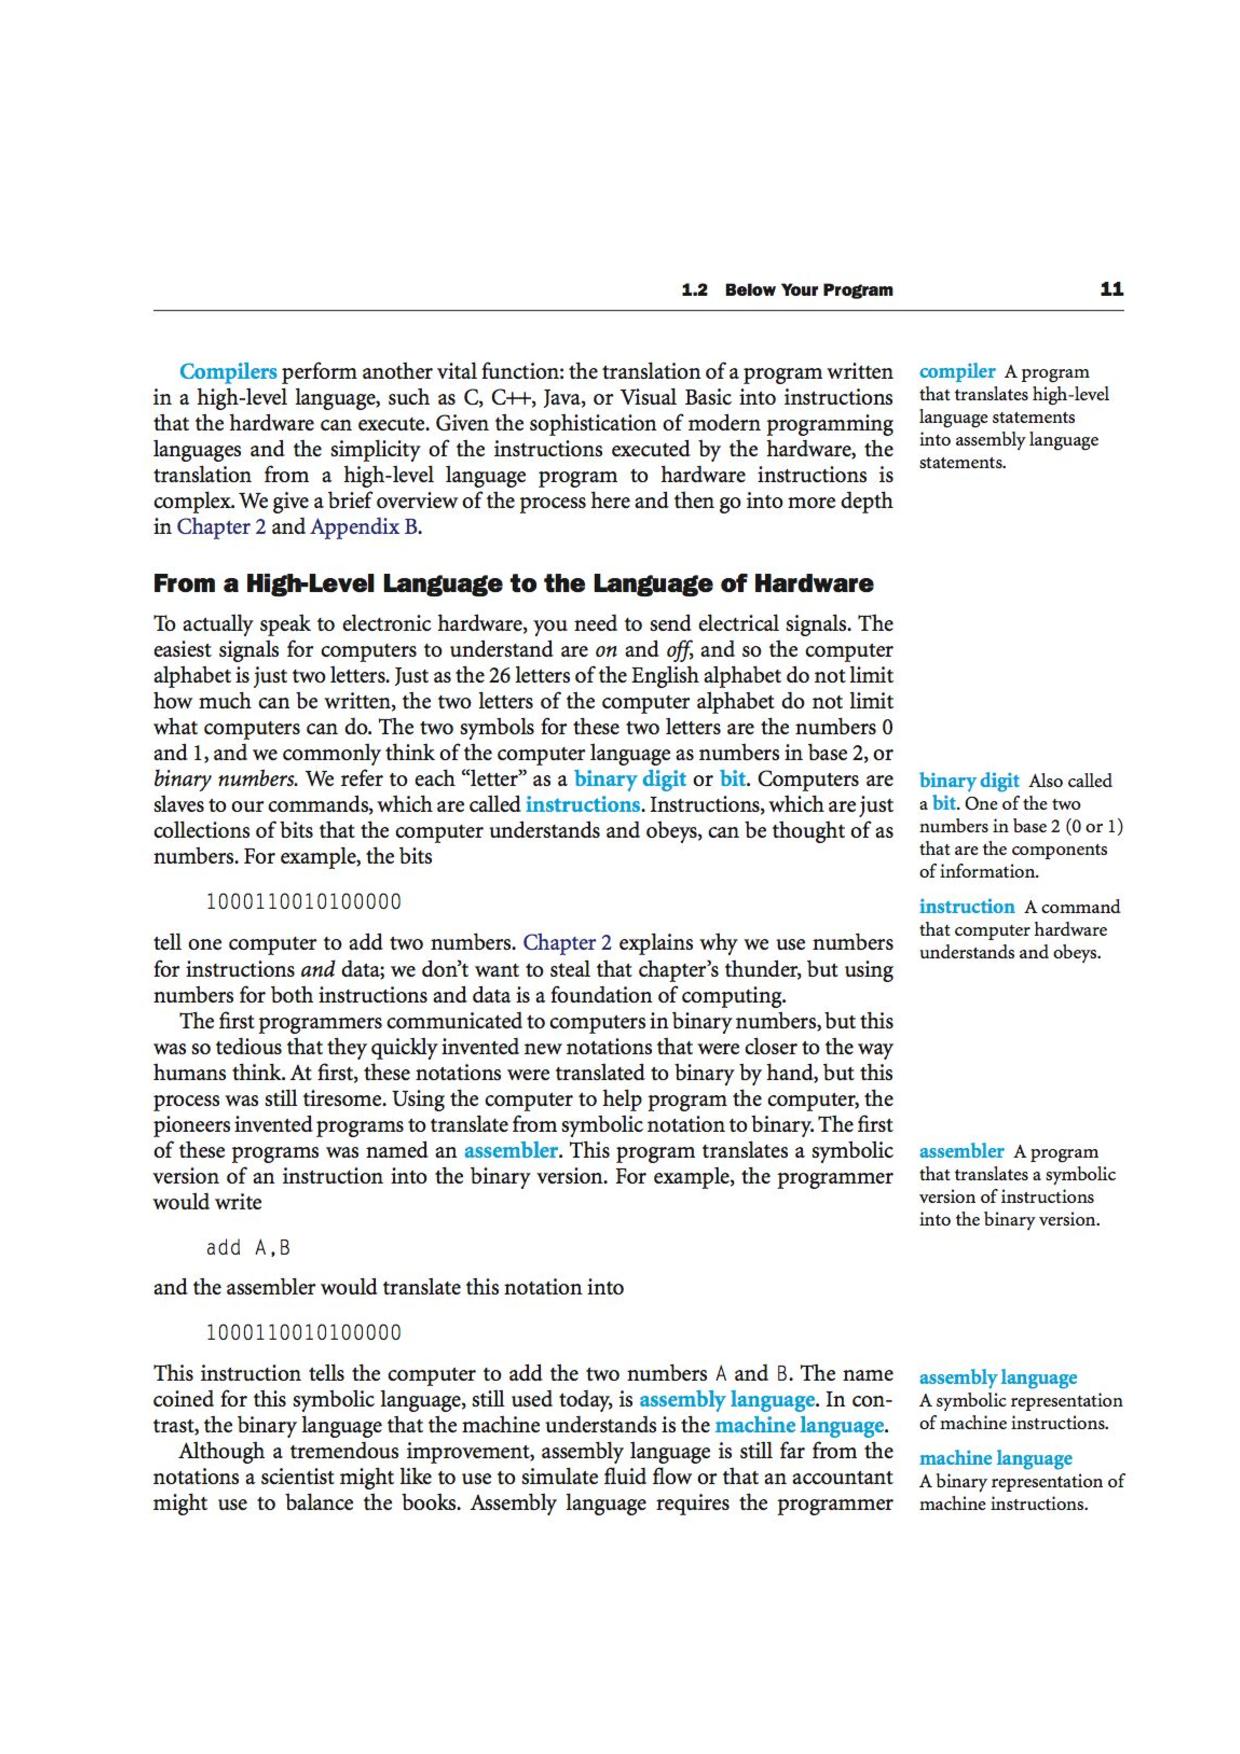 1.2 Below Your Program 11
Compilers perform another vital function: the translation of a program written
in a high-level language, such as C, C++, Java, or Visual Basic into instructions
that the hardware can execute. Given the sophistication of modern programming
languages and the simplicity of the instructions executed by the hardware, the
translation from a high-level language program to hardware instructions is
complex. We give a brief overview of the process here and then go into more depth
in Chapter 2 and Appendix B.
compiler A program
that translates high-level
language statements
into assembly language
statements.
From a High-Level Language to the Language of Hardware
To actually speak to electronic hardware, you need to send electrical signals. The
easiest signals for computers to understand are on and off, and so the computer
alphabet is just two letters. Just as the 26 letters of the English alphabet do not limit
how much can be written, the two letters of the computer alphabet do not limit
what computers can do. The two symbols for these two letters are the numbers 0
and 1, and we commonly think of the computer language as numbers in base 2, or
binary numbers. We refer to each “letter” as a binary digit or bit. Computers are
slaves to our commands, which are called instructions. Instructions, which are just
collections of bits that the computer understands and obeys, can be thought of as
numbers. For example, the bits
binary digit Also called
a bit. One of the two
numbers in base 2 (0 or 1)
that are the components
of information.
1000110010100000
instruction A command
that computer hardware
understands and obeys.
tell one computer to add two numbers. Chapter 2 explains why we use numbers
for instructions and data; we don’t want to steal that chapter’s thunder, but using
numbers for both instructions and data is a foundation of computing.
The first programmers communicated to computers in binary numbers, but this
was so tedious that they quickly invented new notations that were closer to the way
humans think. At first, these notations were translated to binary by hand, but this
process was still tiresome. Using the computer to help program the computer, the
pioneers invented programs to translate from symbolic notation to binary. The first
of these programs was named an assembler. This program translates a symbolic
version of an instruction into the binary version. For example, the programmer
would write
assembler A program
that translates a symbolic
version of instructions
into the binary version.
add A,B
and the assembler would translate this notation into
1000110010100000
This instruction tells the computer to add the two numbers A and B. The name
coined for this symbolic language, still used today, is assembly language. In con-
trast, the binary language that the machine understands is the machine language.
Although a tremendous improvement, assembly language is still far from the
notations a scientist might like to use to simulate fluid flow or that an accountant
might use to balance the books. Assembly language requires the programmer
assembly language
A symbolic representation
of machine instructions.
machine language
A binary representation of
machine instructions.